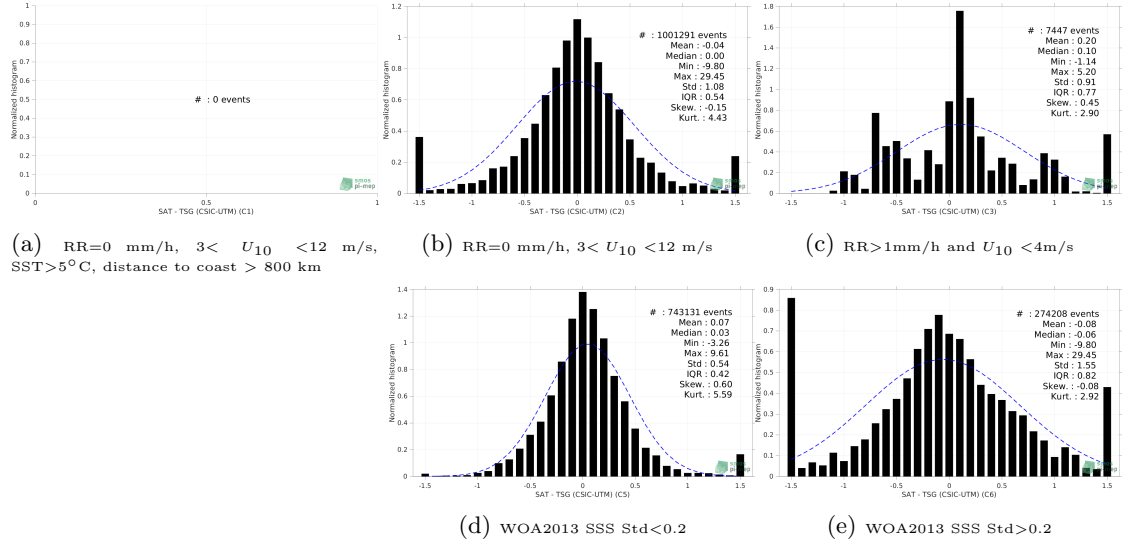 1
0.9
0.8
0.7
0.6
0.5
0.4
0.3
0.2
0.1
0
Normalized histogram
# : 0 events
0 0.5 1
SAT - TSG (CSIC-UTM) (C1)
smos
pi-mep
(a) RR=0 mm/h, 3< U10 <12 m/s,
SST>5°C, distance to coast > 800 km
1.2
1
0.8
0.6
0.4
0.2
0
Normalized histogram
# : 1001291 events
Mean : -0.04
Median : 0.00
Min : -9.80
Max : 29.45
Std : 1.08
IQR : 0.54
Skew. : -0.15
Kurt. : 4.43
-1.5 -1 -0.5 0 0.5 1 1.5
SAT - TSG (CSIC-UTM) (C2)
smos
pi-mep
(b) RR=0 mm/h, 3< U10 <12 m/s
1.8
1.6
1.4
1.2
1
0.8
0.6
0.4
0.2
0
Normalized histogram
# : 7447 events
Mean : 0.20
Median : 0.10
Min : -1.14
Max : 5.20
Std : 0.91
IQR : 0.77
Skew. : 0.45
Kurt. : 2.90
-1.5 -1 -0.5 0 0.5 1 1.5
SAT - TSG (CSIC-UTM) (C3)
smos
pi-mep
(c) RR>1mm/h and U10 <4m/s
1.4
1.2
1
0.8
0.6
0.4
0.2
0
Normalized histogram
# : 743131 events
Mean : 0.07
Median : 0.03
Min : -3.26
Max : 9.61
Std : 0.54
IQR : 0.42
Skew. : 0.60
Kurt. : 5.59
-1.5 -1 -0.5 0 0.5 1 1.5
SAT - TSG (CSIC-UTM) (C5)
smos
pi-mep
(d) WOA2013 SSS Std<0.2
0.9
0.8
0.7
0.6
0.5
0.4
0.3
0.2
0.1
0
Normalized histogram
# : 274208 events
Mean : -0.08
Median : -0.06
Min : -9.80
Max : 29.45
Std : 1.55
IQR : 0.82
Skew. : -0.08
Kurt. : 2.92
-1.5 -1 -0.5 0 0.5 1 1.5
SAT - TSG (CSIC-UTM) (C6)
smos
pi-mep
(e) WOA2013 SSS Std>0.2